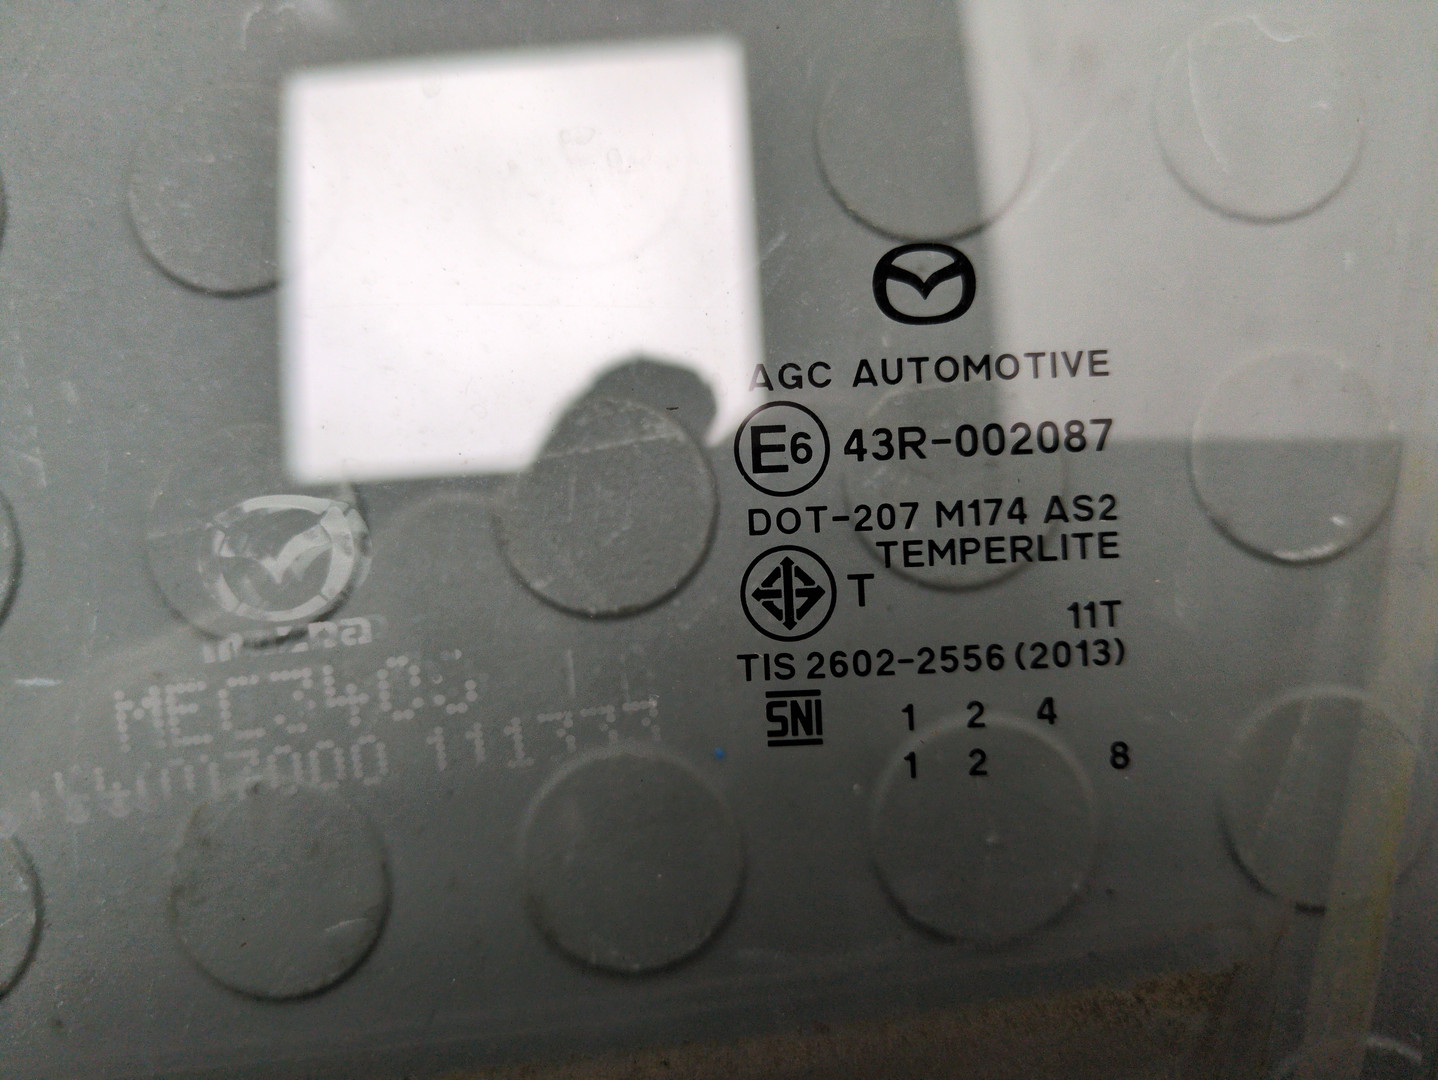 AGC AUTOMOTIVE
E6 43R-002087
DOT-207 M174 AS2
TEMPERLITE
T
11T
TIS 2602-2556 (2013)
SNI 1 2 4
1 2 8
mazda